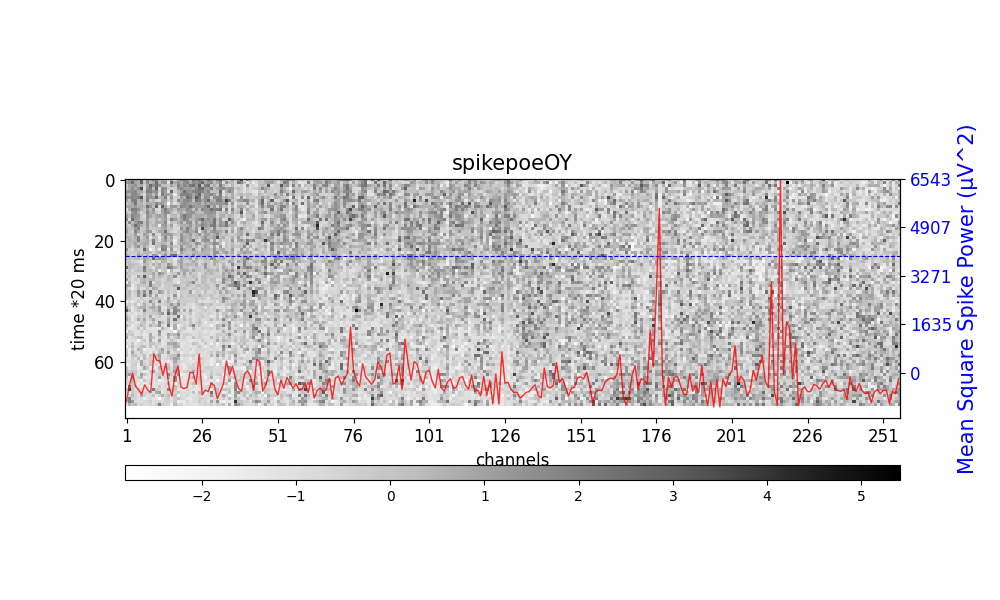 spikepoeOY
0
20
40
60
time *20 ms
6543
4907
3271
1635
0
Mean Square Spike Power (μV^2)
1 26 51 76 101 126 151 176 201 226 251
channels
−2 −1 0 1 2 3 4 5